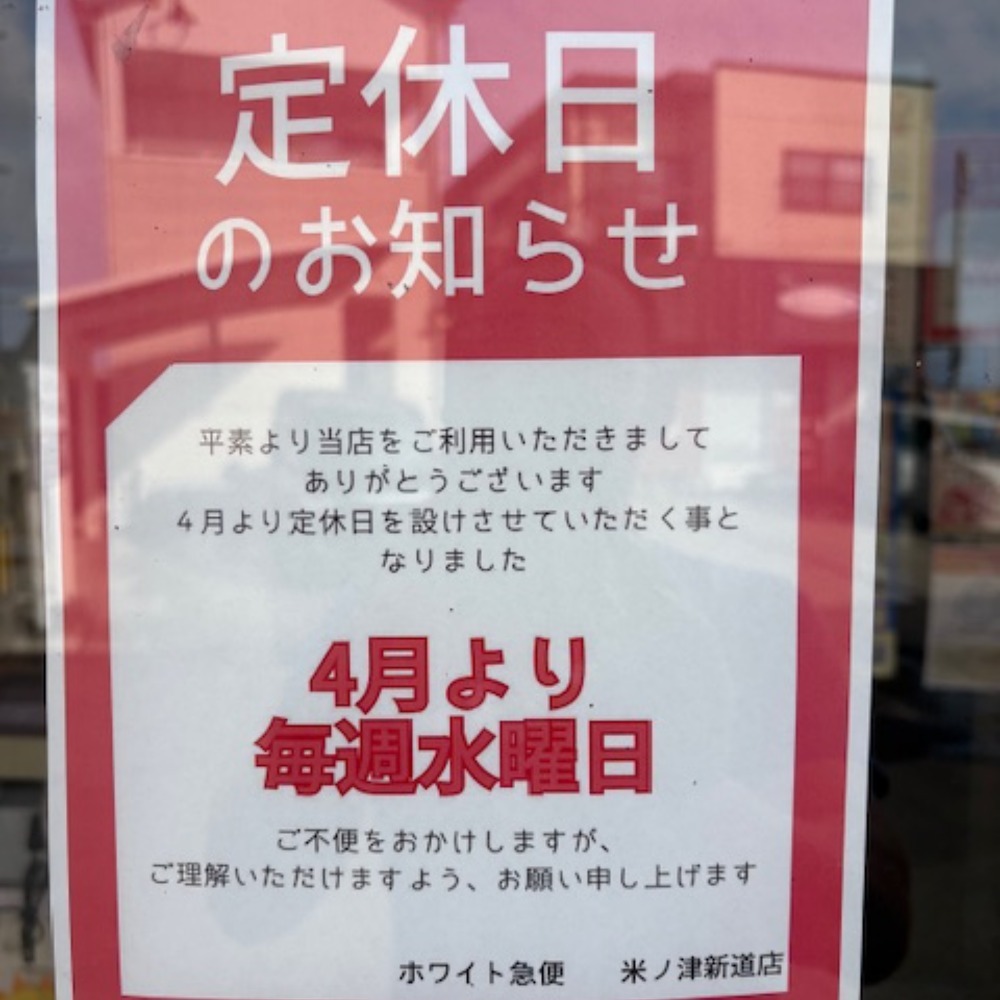 定休日
のお知らせ
平素より当店をご利用いただきまして
ありがとうございます
4月より定休日を設けさせていただく事と
なりました
4月より
毎週水曜日
ご不便をおかけしますが、
ご理解いただけますよう、お願い申し上げます
ホワイト急便　米ノ津新道店